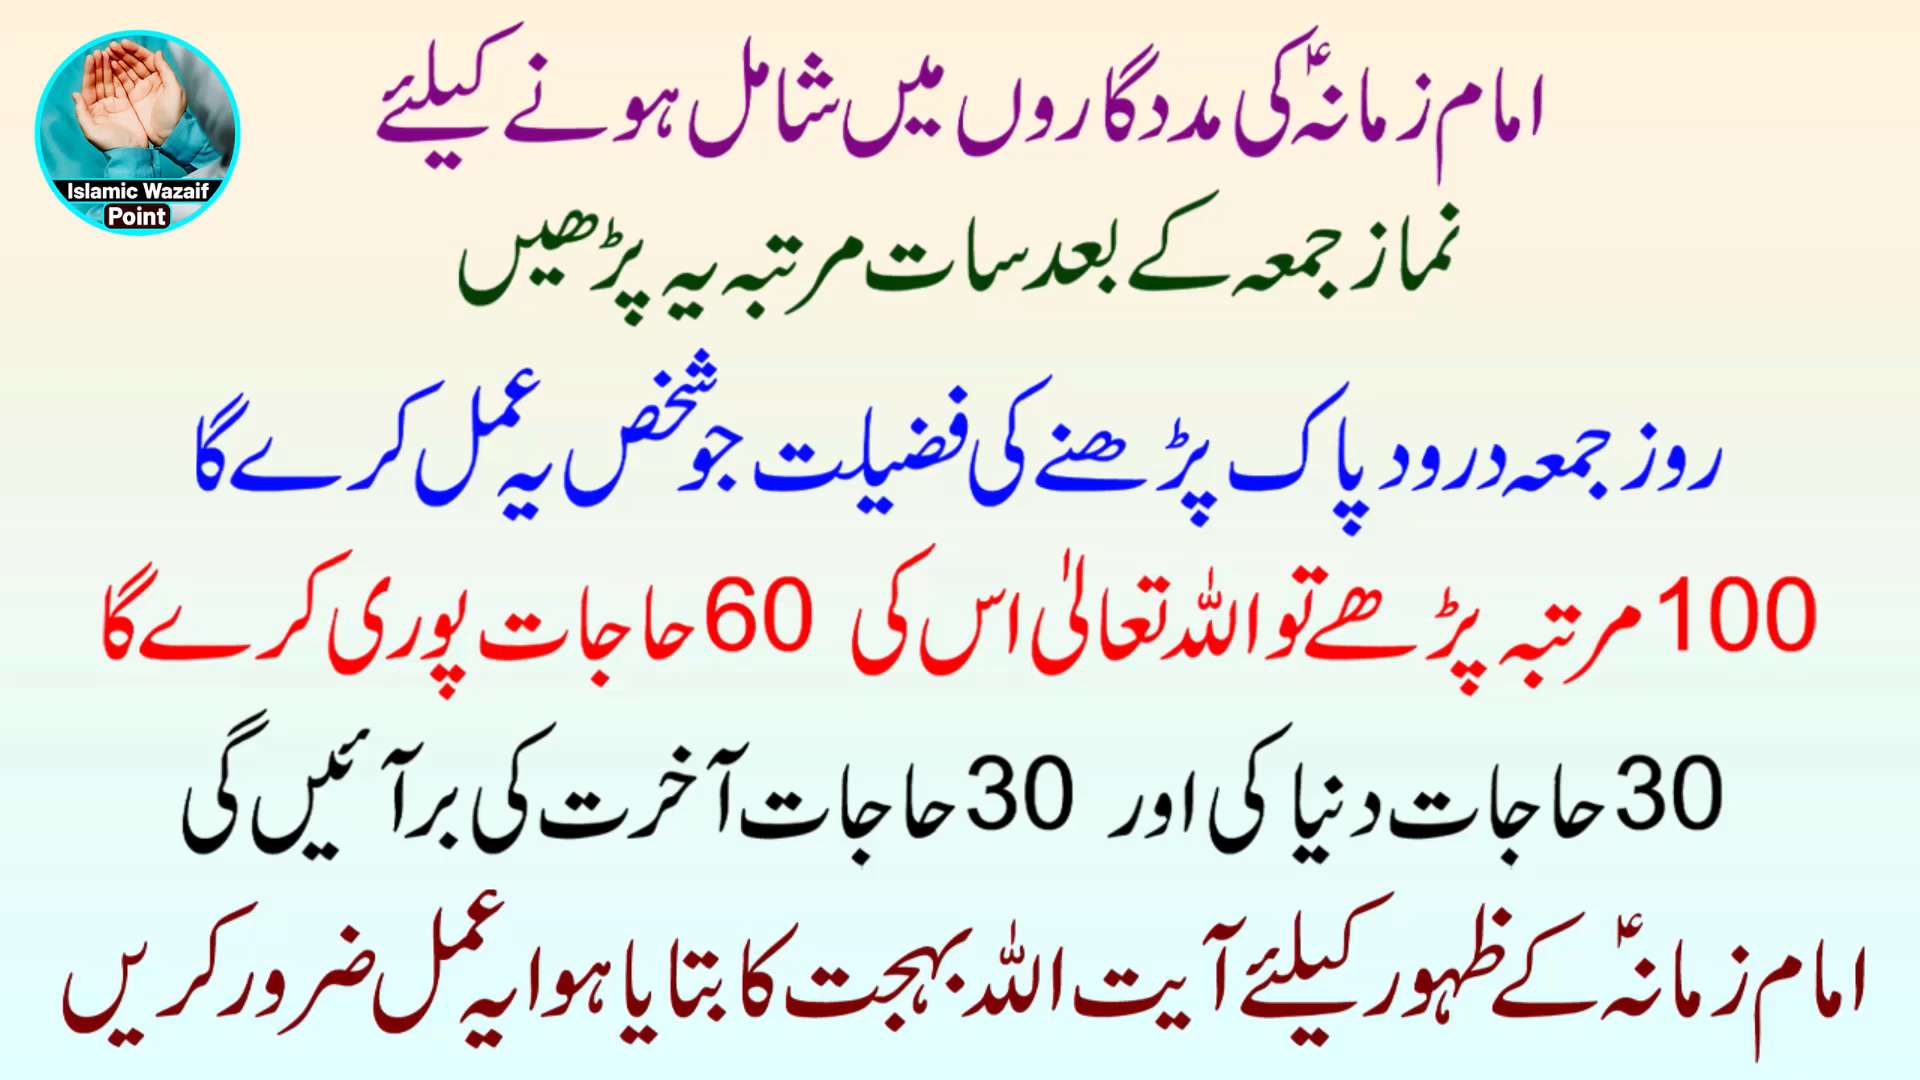 امام زمانہؑ کی مددگاروں میں شامل ہونے کیلئے
نماز جمعہ کے بعد سات مرتبہ یہ پڑھیں
روز جمعہ درود پاک پڑھنے کی فضیلت جو شخص یہ عمل کرے گا
100 مرتبہ پڑھے تو اللہ تعالیٰ اس کی 60 حاجات پوری کرے گا
30 حاجات دنیا کی اور 30 حاجات آخرت کی بر آئیں گی
امام زمانہؑ کے ظہور کیلئے آیت اللہ بہجت کا بتایا ہوا یہ عمل ضرور کریں
Islamic Wazaif
Point